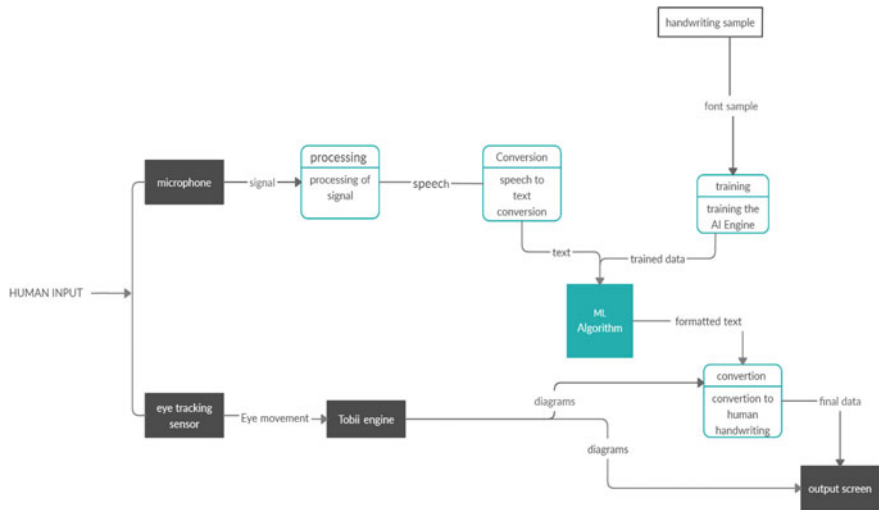 handwriting sample
font sample
processing
processing of
signal
Conversion
speech to
text
conversion
training
training the
AI Engine
microphone
signal
speech
text
trained data
HUMAN INPUT
ML
Algorithm
formatted text
convertion
convertion to
human
handwriting
final data
eye tracking
sensor
Eye movement
Tobii engine
diagrams
diagrams
output screen